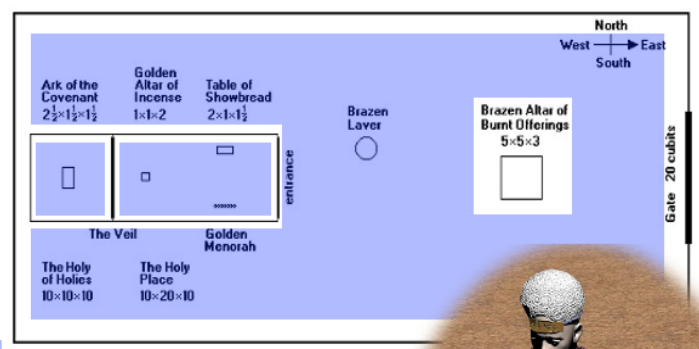 North
West East
South
Ark of the
Covenant
2½×1½×1½
Golden
Altar of
Incense
1×1×2
Table of
Showbread
2×1×1½
Brazen
Laver
Brazen Altar of
Burnt Offerings
5×5×3
entrance
Gate 20 cubits
The Veil
Golden
Menorah
The Holy
of Holies
10×10×10
The Holy
Place
10×20×10